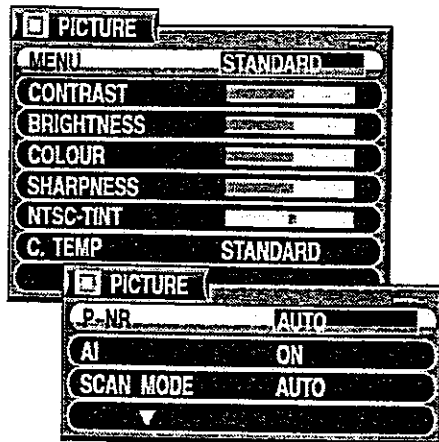 PICTURE
MENU STANDARD
CONTRAST
BRIGHTNESS
COLOUR
SHARPNESS
NTSC-TINT
C. TEMP STANDARD
PICTURE
P-NR AUTO
AI ON
SCAN MODE AUTO